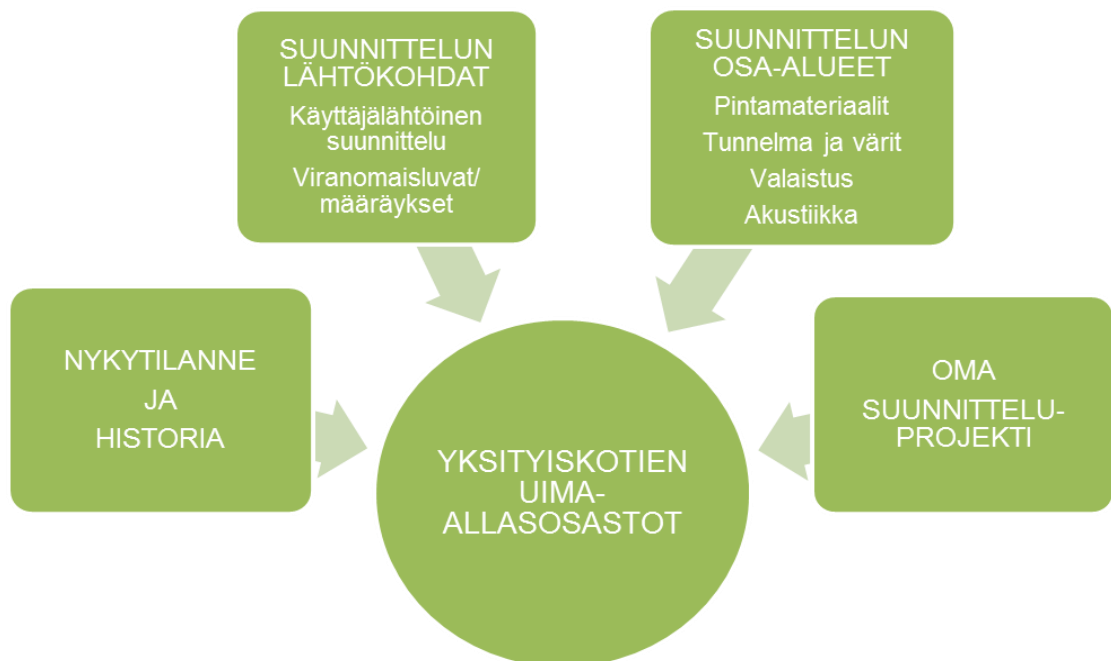 SUUNNITTELUN
LÄHTÖKOHDAT
Käyttäjälähtöinen
suunnittelu
Viranomaisluvat/
määräykset
SUUNNITTELUN
OSA-ALUEET
Pintamateriaalit
Tunnelma ja värit
Valaistus
Akustiikka
NYKYTILANNE
JA
HISTORIA
YKSITYISKOTIEN
UIMA-
ALLASOSASTOT
OMA
SUUNNITTELU-
PROJEKTI